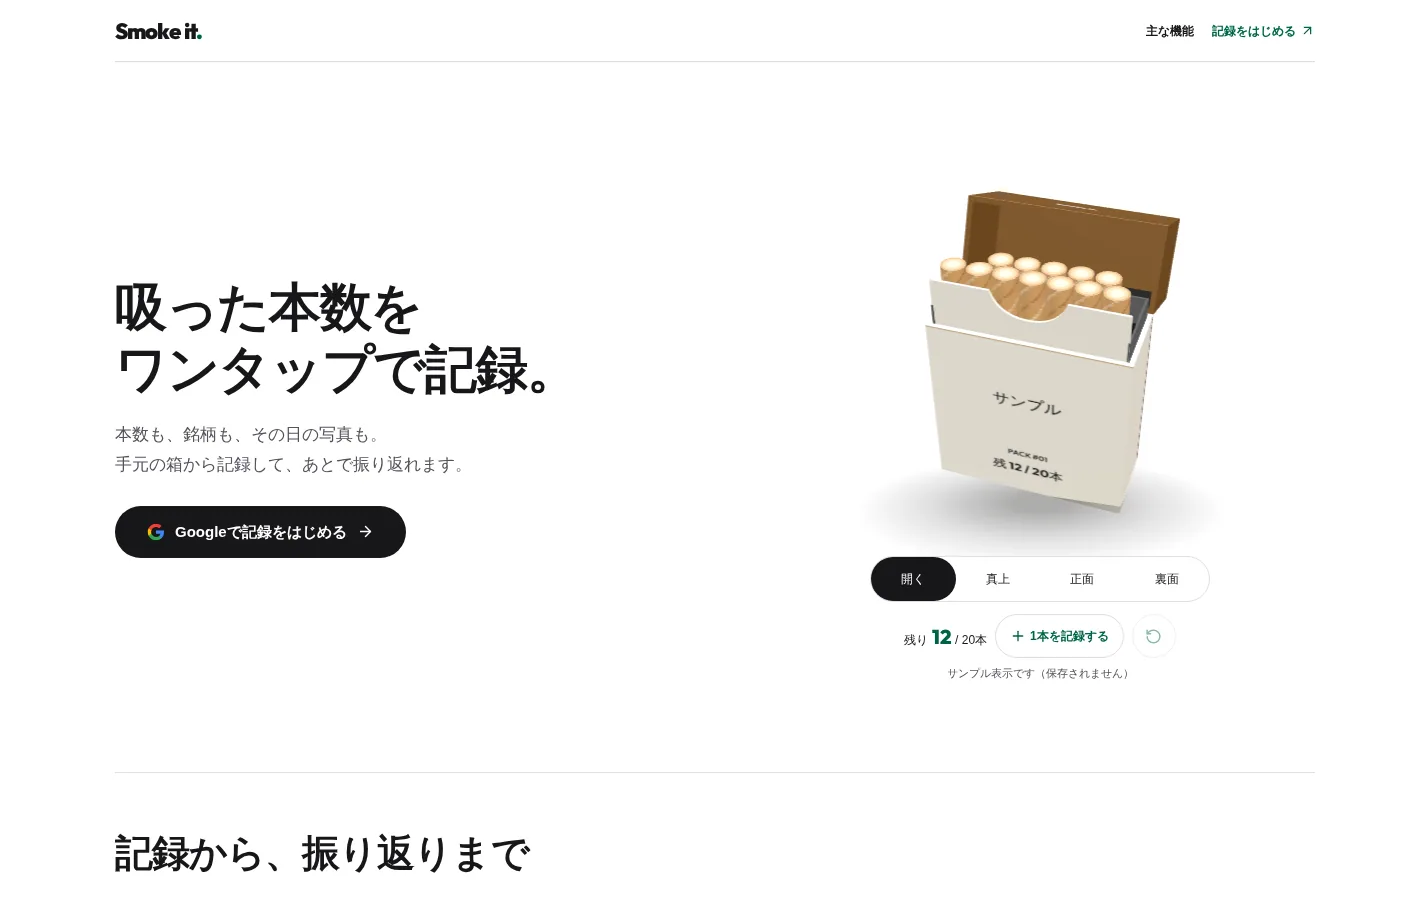 Smoke it.
主な機能
記録をはじめる
吸った本数を
ワンタップで記録。
本数も、銘柄も、その日の写真も。
手元の箱から記録して、あとで振り返れます。
Googleで記録をはじめる
サンプル
PACK #01
残12 / 20本
開く
真上
正面
裏面
残り 12 / 20本
1本を記録する
サンプル表示です（保存されません）
記録から、振り返りまで